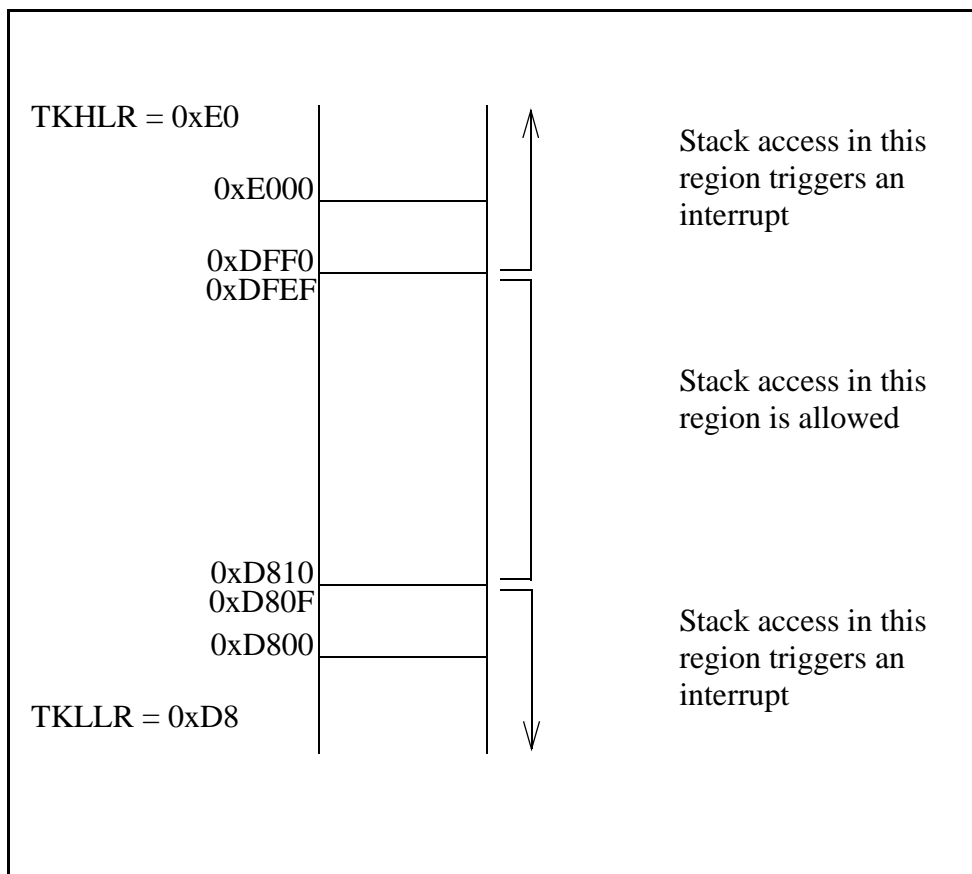 TKHLR = 0xE0
Stack access in this
region triggers an
interrupt
0xE000
0xDFF0
0xDFEF
Stack access in this
region is allowed
0xD810
0xD80F
0xD800
Stack access in this
region triggers an
interrupt
TKLLR = 0xD8